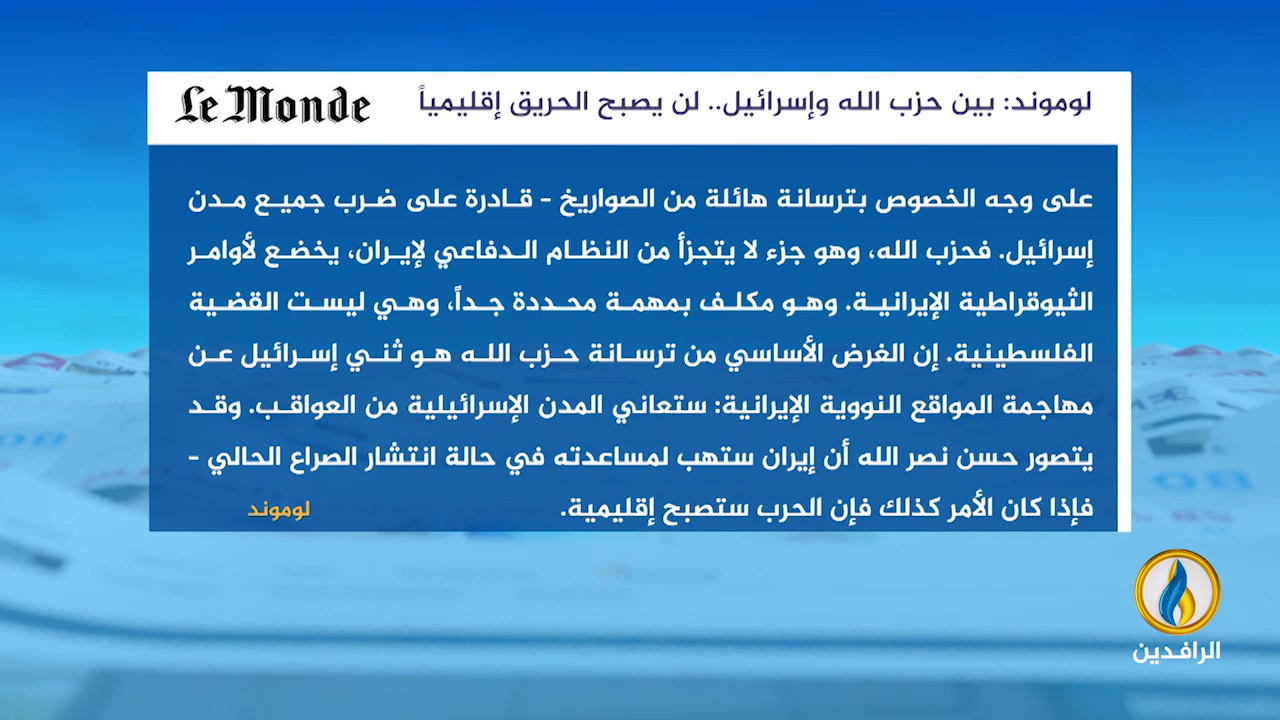 لوموند: بين حزب الله وإسرائيل.. لن يصبح الحريق إقليمياً
Le Monde
على وجه الخصوص بترسانة هائلة من الصواريخ - قادرة على ضرب جميع مدن
إسرائيل. فحزب الله، وهو جزء لا يتجزأ من النظام الدفاعي لإيران، يخضع لأوامر
الثيوقراطية الإيرانية. وهو مكلف بمهمة محددة جداً، وهي ليست القضية
الفلسطينية. إن الغرض الأساسي من ترسانة حزب الله هو ثني إسرائيل عن
مهاجمة المواقع النووية الإيرانية: ستعاني المدن الإسرائيلية من العواقب. وقد
يتصور حسن نصر الله أن إيران ستهب لمساعدته في حالة انتشار الصراع الحالي -
فإذا كان الأمر كذلك فإن الحرب ستصبح إقليمية.
لوموند
الرافدين